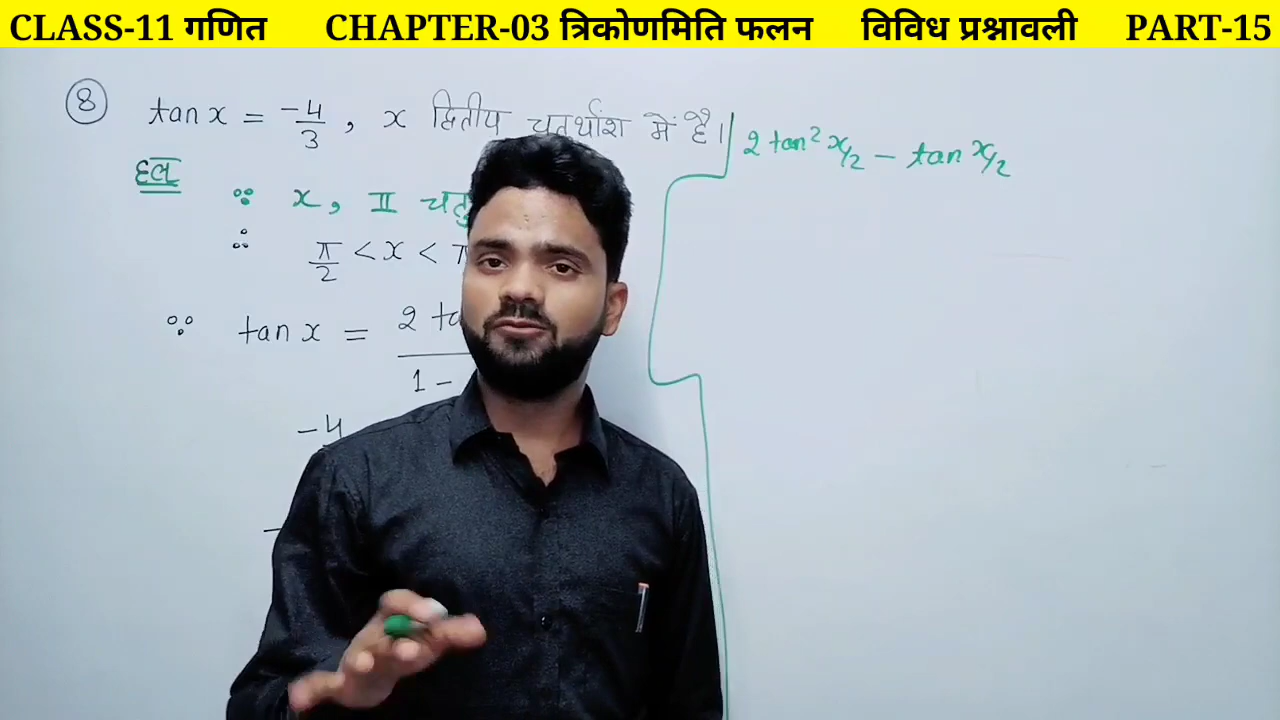 CLASS-11 गणित CHAPTER-03 त्रिकोणमिति फलन विविध प्रश्नावली PART-15
8 tan x = -4/3 , x द्वितीय चतुर्थांश में है।
हल
∵ x, II
∴ π/2 < x < π
∵ tan x = 2
1 -
-4
2 tan² x/2 - tan x/2